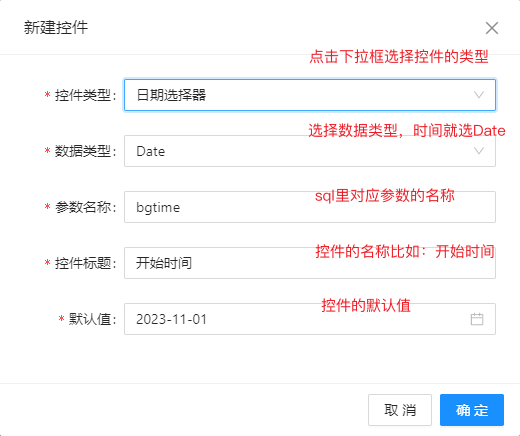 新建控件
点击下拉框选择控件的类型
* 控件类型: 日期选择器
选择数据类型，时间就选Date
* 数据类型: Date
sql里对应参数的名称
* 参数名称: bgtime
控件的名称比如：开始时间
* 控件标题: 开始时间
控件的默认值
* 默认值: 2023-11-01
取 消 确 定